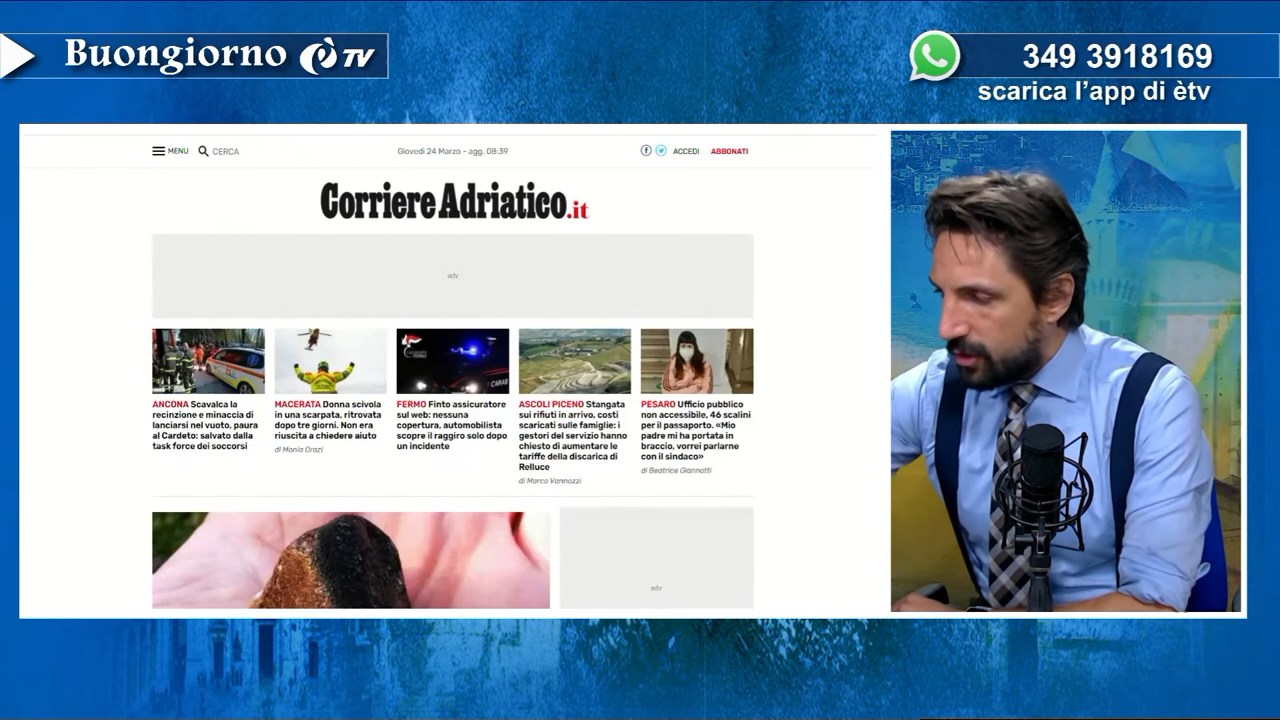 Buongiorno è TV
349 3918169
scarica l'app di ètv
MENU
CERCA
Giovedì 24 Marzo - agg. 08:39
ACCEDI
ABBONATI
Corriere Adriatico.it
adv
ANCONA Scavalca la
recinzione e minaccia di
lanciarsi nel vuoto, paura
al Cardeto: salvato dalla
task force dei soccorsi
MACERATA Donna scivola
in una scarpata, ritrovata
dopo tre giorni. Non era
riuscita a chiedere aiuto
di Monia Orazi
FERMO Finto assicuratore
sul web: nessuna
copertura, automobilista
scopre il raggiro solo dopo
un incidente
ASCOLI PICENO Stangata
sui rifiuti in arrivo, costi
scaricati sulle famiglie: i
gestori del servizio hanno
chiesto di aumentare le
tariffe della discarica di
Relluce
di Marco Vannozzi
PESARO Ufficio pubblico
non accessibile, 46 scalini
per il passaporto. «Mio
padre mi ha portata in
braccio, vorrei parlarne
con il sindaco»
di Beatrice Giannotti
adv